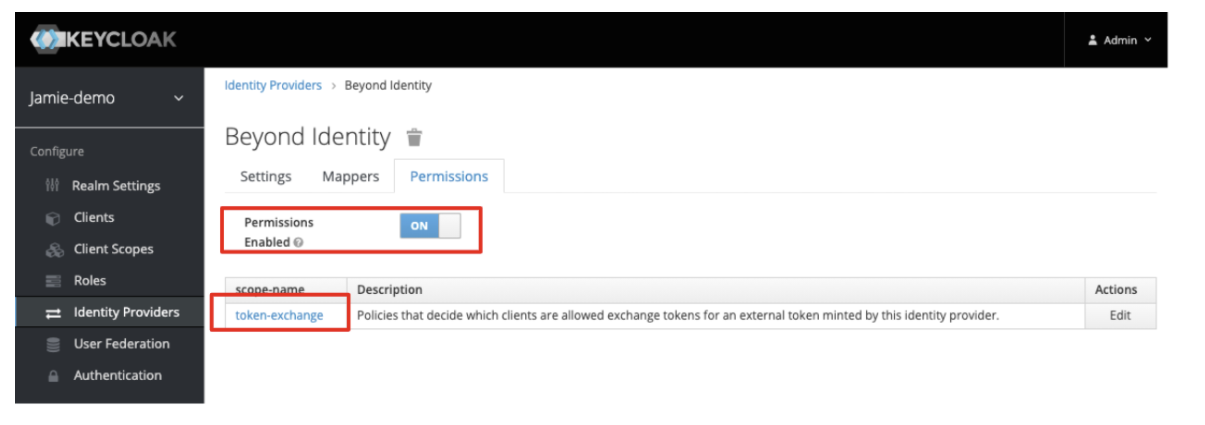 KEYCLOAK
Admin
Jamie-demo
Identity Providers > Beyond Identity
Configure
Beyond Identity
Settings Mappers Permissions
Realm Settings
Clients
Client Scopes
Roles
Identity Providers
User Federation
Authentication
Permissions
Enabled
ON
scope-name Description Actions
token-exchange Policies that decide which clients are allowed exchange tokens for an external token minted by this identity provider. Edit